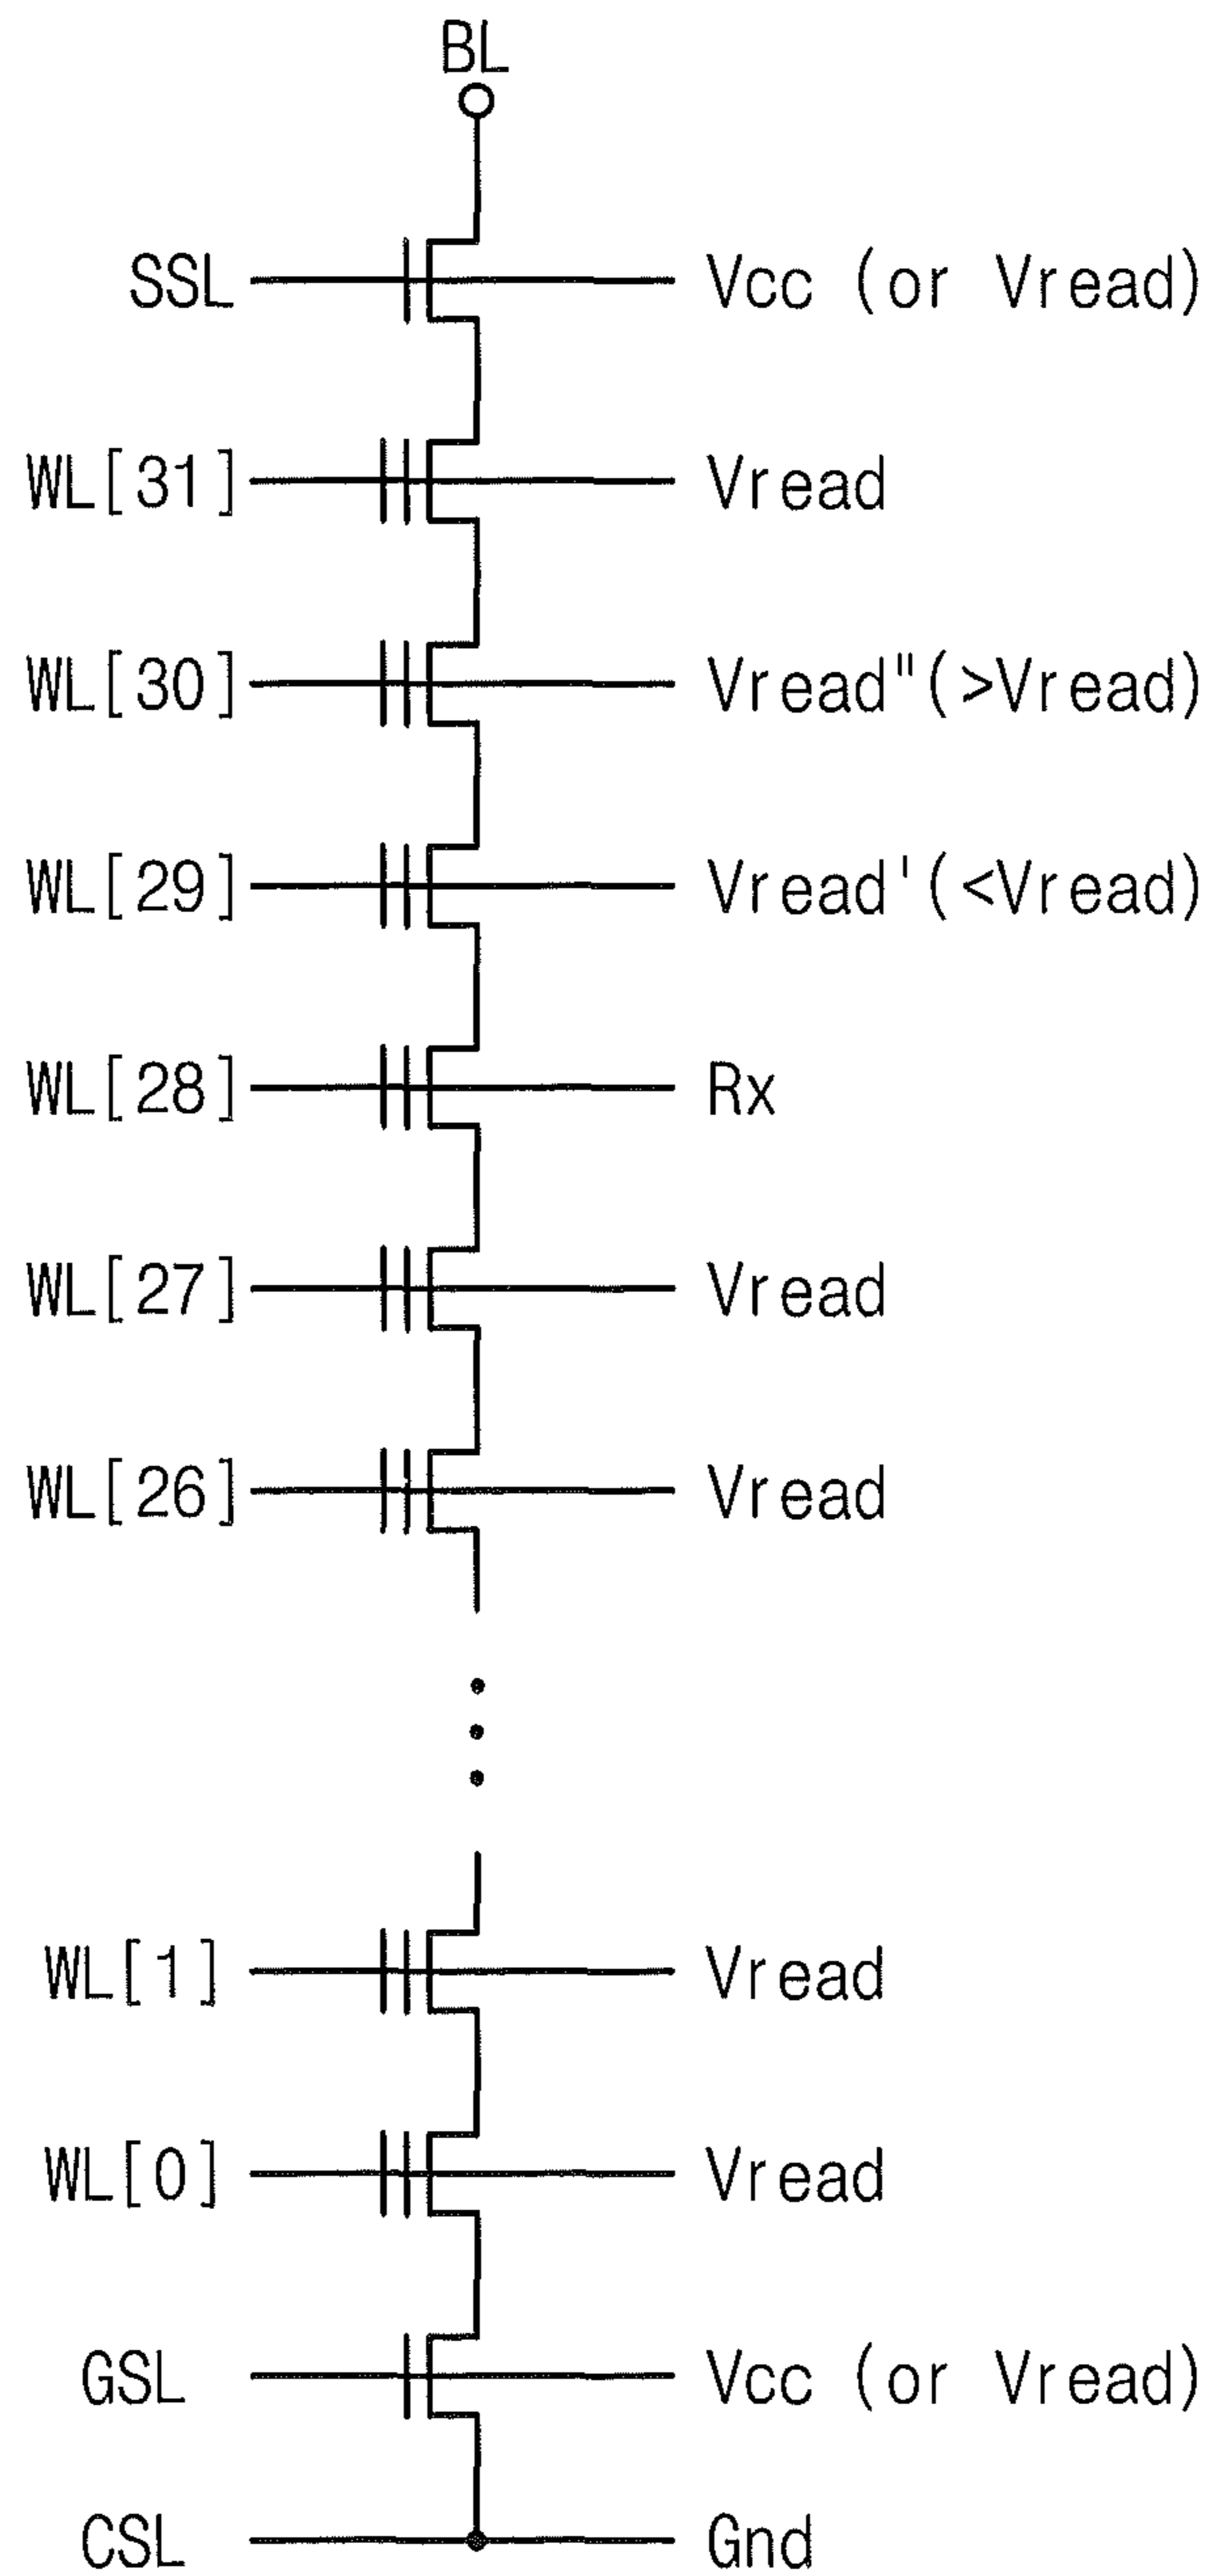 BL
SSL Vcc (or Vread)
WL[31] Vread
WL[30] Vread"(>Vread)
WL[29] Vread'(<Vread)
WL[28] Rx
WL[27] Vread
WL[26] Vread
WL[1] Vread
WL[0] Vread
GSL Vcc (or Vread)
CSL Gnd